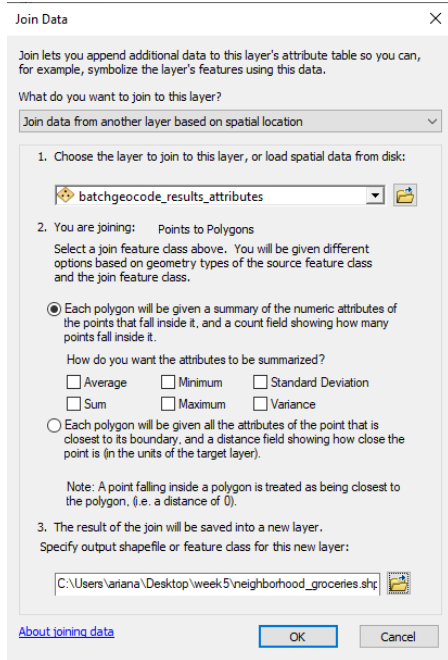 Join Data
Join lets you append additional data to this layer's attribute table so you can,
for example, symbolize the layer's features using this data.
What do you want to join to this layer?
Join data from another layer based on spatial location
1. Choose the layer to join to this layer, or load spatial data from disk:
batchgeocode_results_attributes
2. You are joining: Points to Polygons
Select a join feature class above. You will be given different
options based on geometry types of the source feature class
and the join feature class.
Each polygon will be given a summary of the numeric attributes of
the points that fall inside it, and a count field showing how many
points fall inside it.
How do you want the attributes to be summarized?
Average Minimum Standard Deviation
Sum Maximum Variance
Each polygon will be given all the attributes of the point that is
closest to its boundary, and a distance field showing how close the
point is (in the units of the target layer).
Note: A point falling inside a polygon is treated as being closest to
the polygon, (i.e. a distance of 0).
3. The result of the join will be saved into a new layer.
Specify output shapefile or feature class for this new layer:
C:\Users\ariana\Desktop\week5\neighborhood_groceries.shp
About joining data
OK Cancel